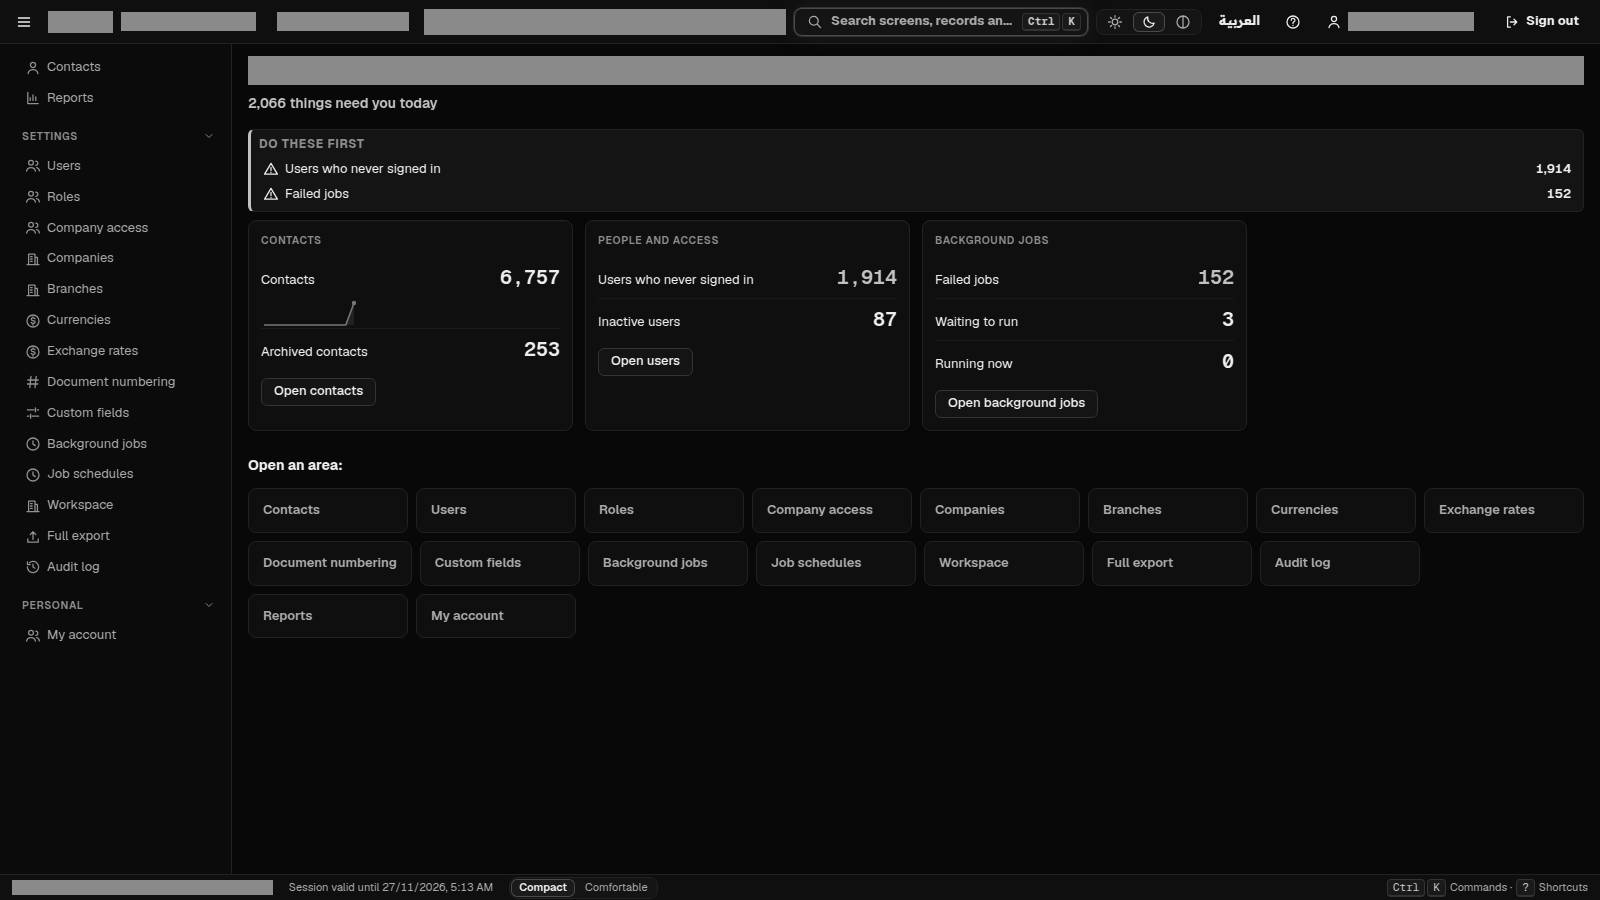 Search screens, records an... Ctrl K
العربية
Sign out
Contacts
Reports
SETTINGS
Users
Roles
Company access
Companies
Branches
Currencies
Exchange rates
Document numbering
Custom fields
Background jobs
Job schedules
Workspace
Full export
Audit log
PERSONAL
My account
2,066 things need you today
DO THESE FIRST
Users who never signed in 1,914
Failed jobs 152
CONTACTS
Contacts 6,757
Archived contacts 253
Open contacts
PEOPLE AND ACCESS
Users who never signed in 1,914
Inactive users 87
Open users
BACKGROUND JOBS
Failed jobs 152
Waiting to run 3
Running now 0
Open background jobs
Open an area:
Contacts Users Roles Company access Companies Branches Currencies Exchange rates
Document numbering Custom fields Background jobs Job schedules Workspace Full export Audit log
Reports My account
Session valid until 27/11/2026, 5:13 AM Compact Comfortable Ctrl K Commands · ? Shortcuts